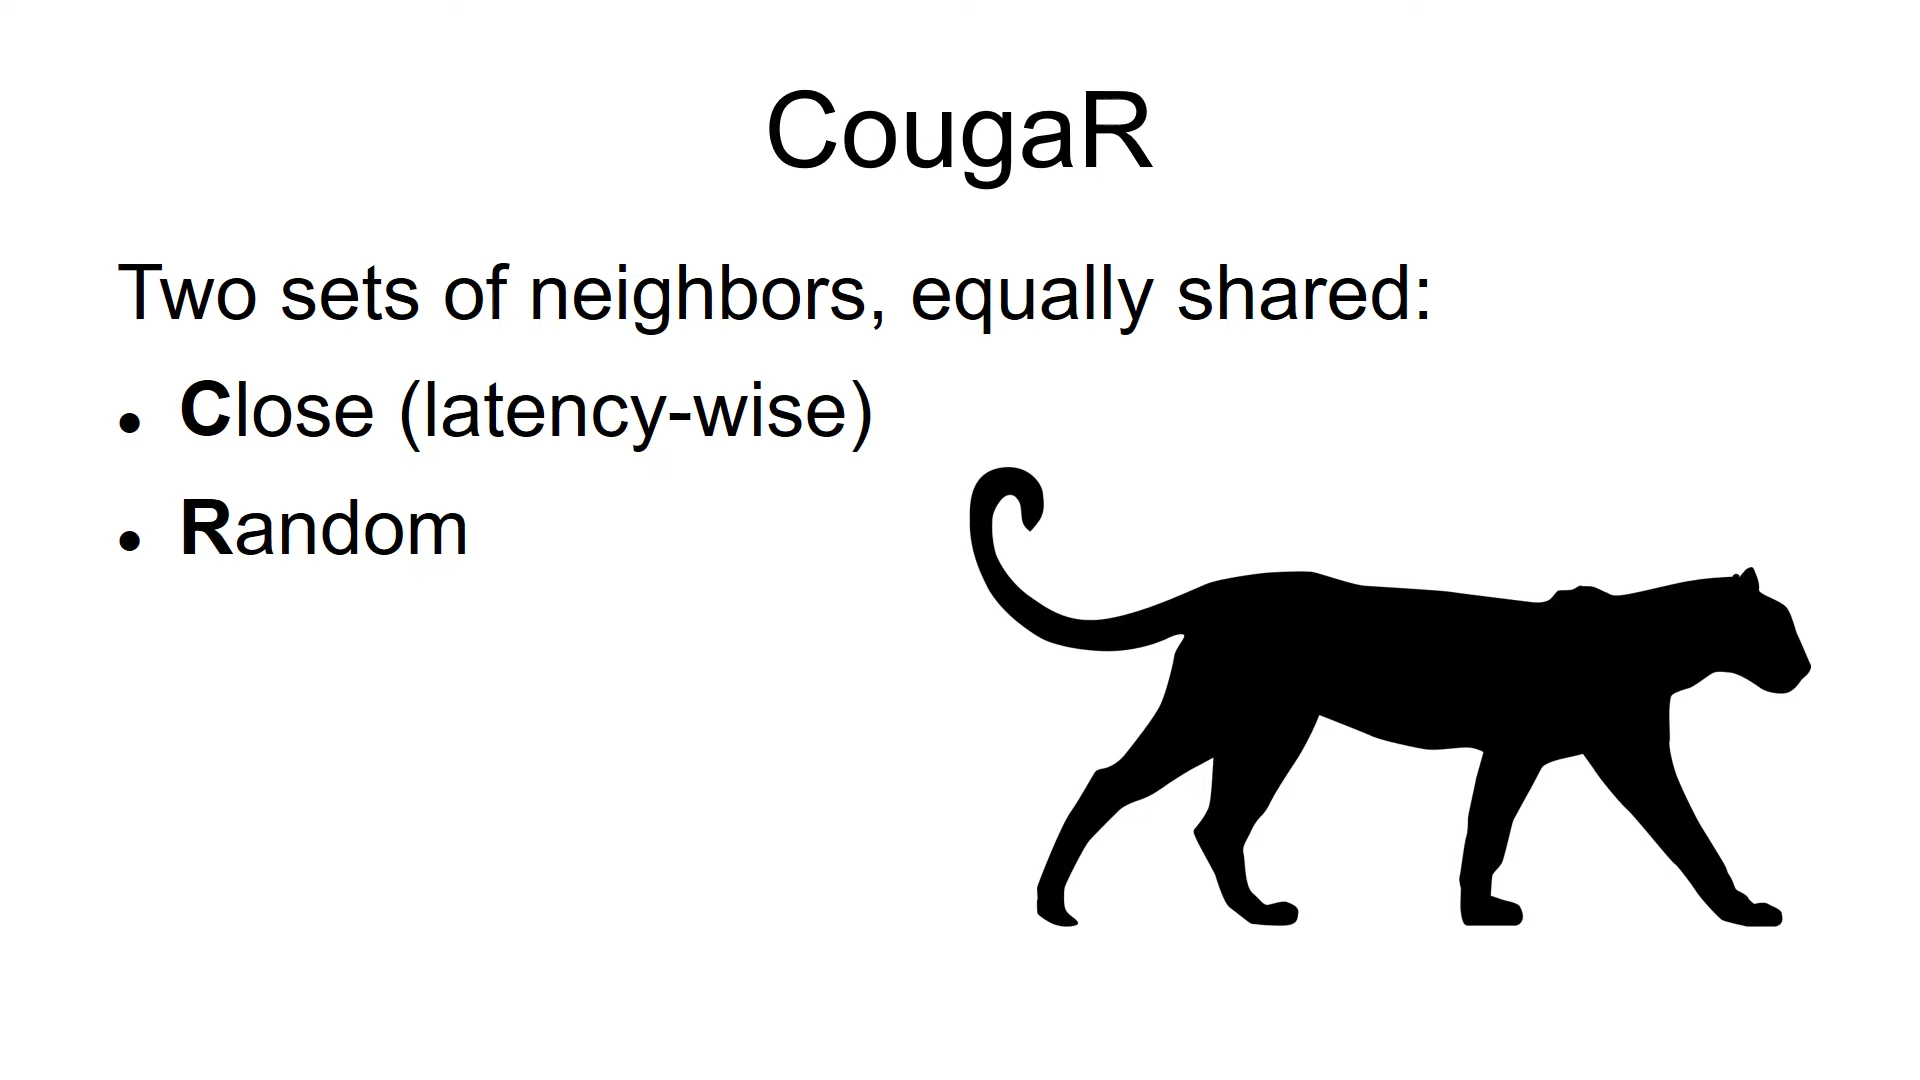 CougaR
Two sets of neighbors, equally shared:
● Close (latency-wise)
● Random